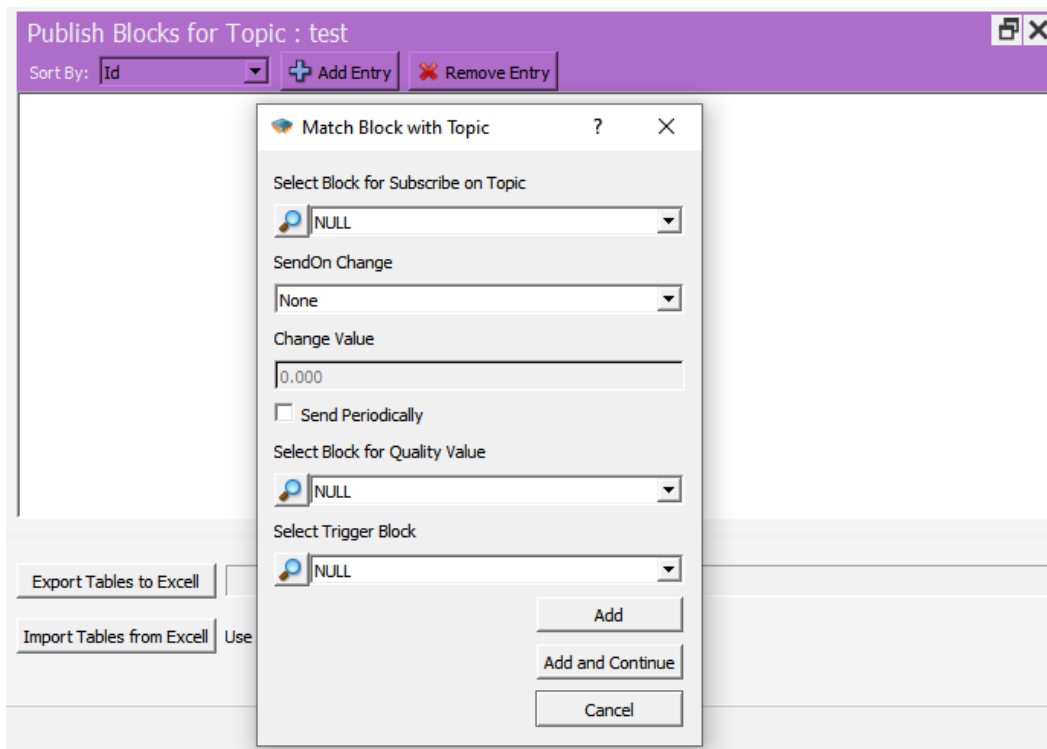 Publish Blocks for Topic : test
Sort By: Id Add Entry Remove Entry
Match Block with Topic ?
Select Block for Subscribe on Topic
NULL
SendOn Change
None
Change Value
0.000
Send Periodically
Select Block for Quality Value
NULL
Select Trigger Block
NULL
Export Tables to Excell
Add
Import Tables from Excell Use
Add and Continue
Cancel